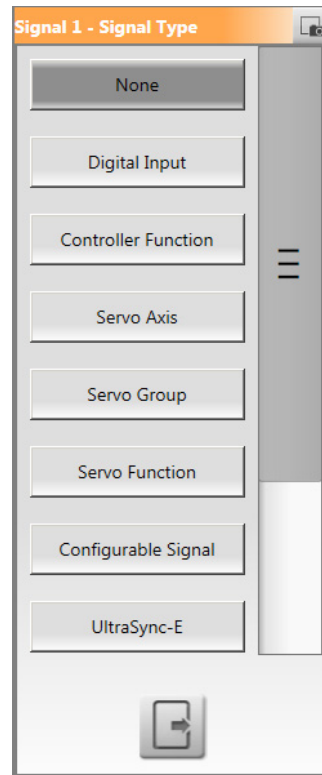 Signal 1 - Signal Type
None
Digital Input
Controller Function
Servo Axis
Servo Group
Servo Function
Configurable Signal
UltraSync-E